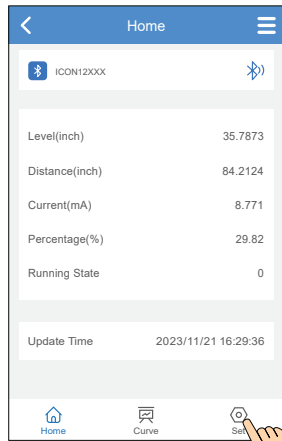 Home
ICON12XXX
Level(inch) 35.7873
Distance(inch) 84.2124
Current(mA) 8.771
Percentage(%) 29.82
Running State 0
Update Time 2023/11/21 16:29:36
Home Curve Set